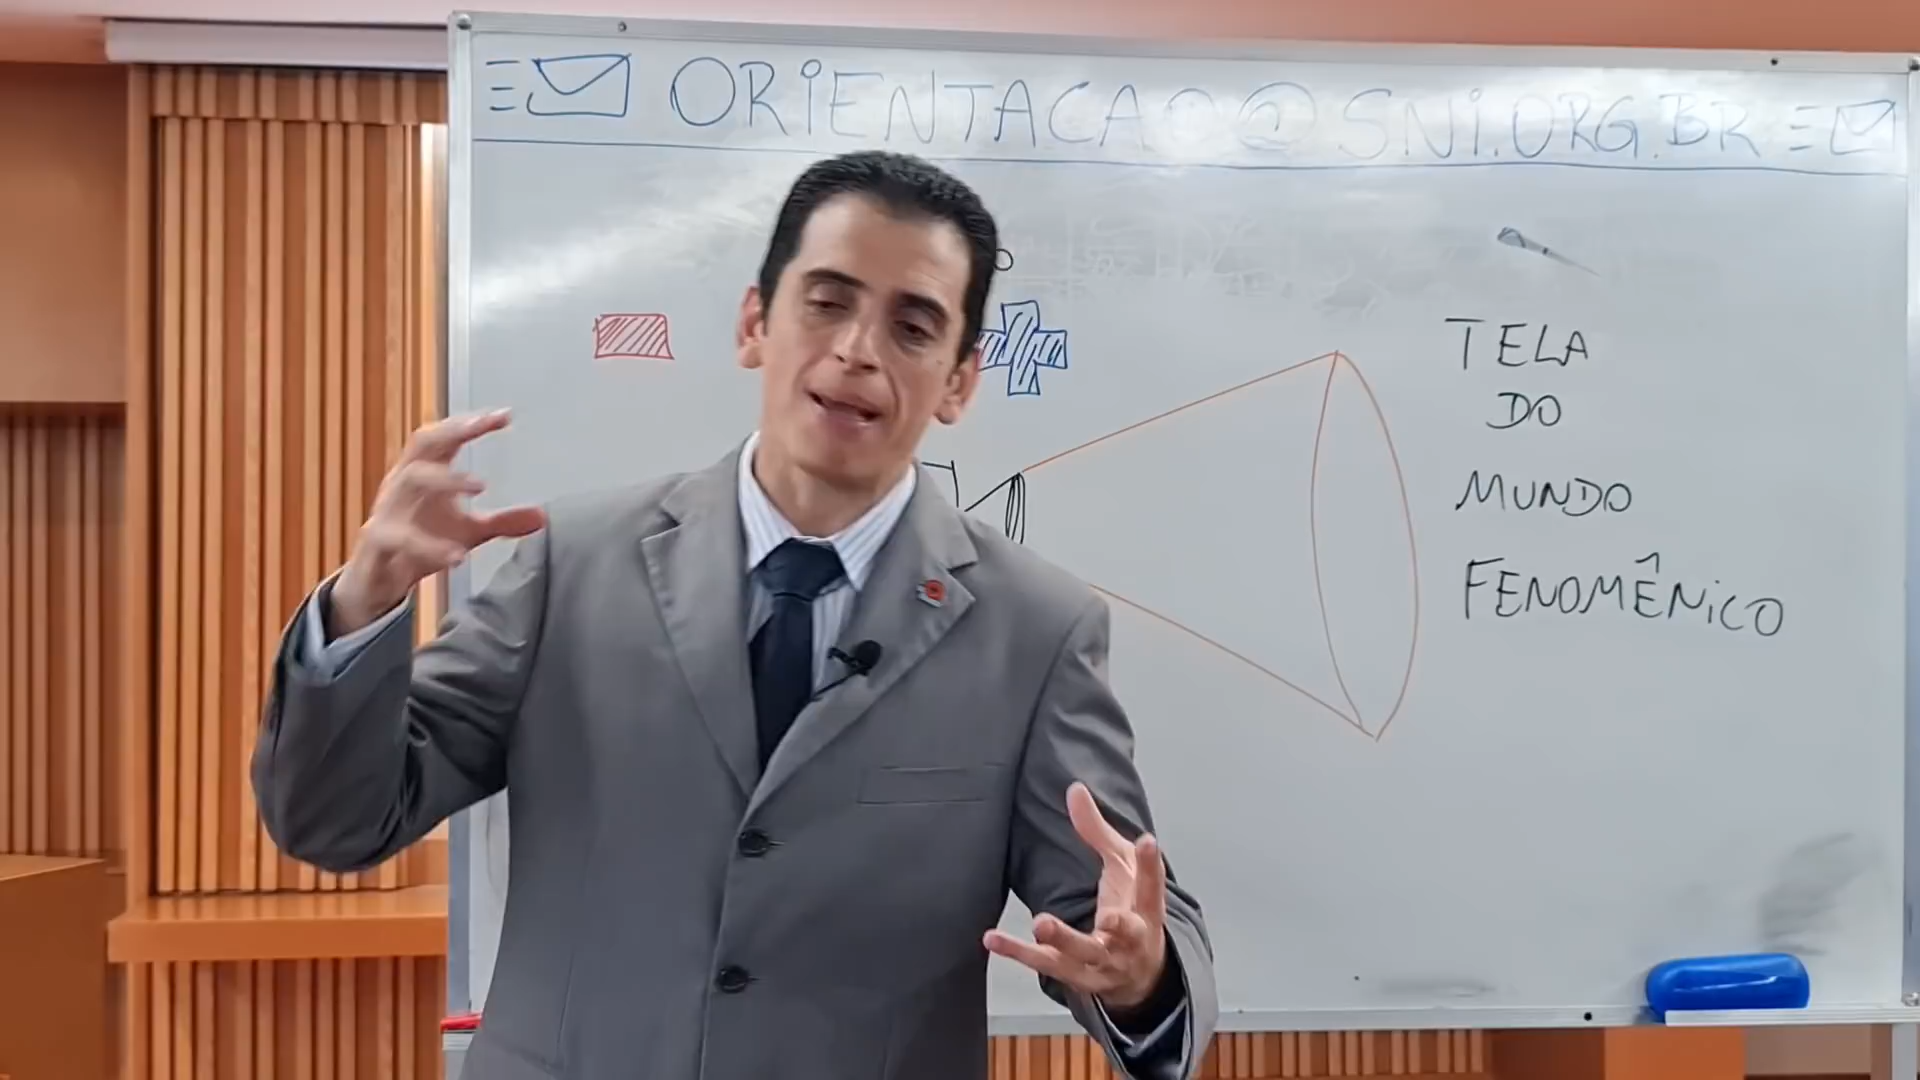 ORIENTACAO@SNI.ORG.BR
TELA
DO
MUNDO
FENOMÊNICO